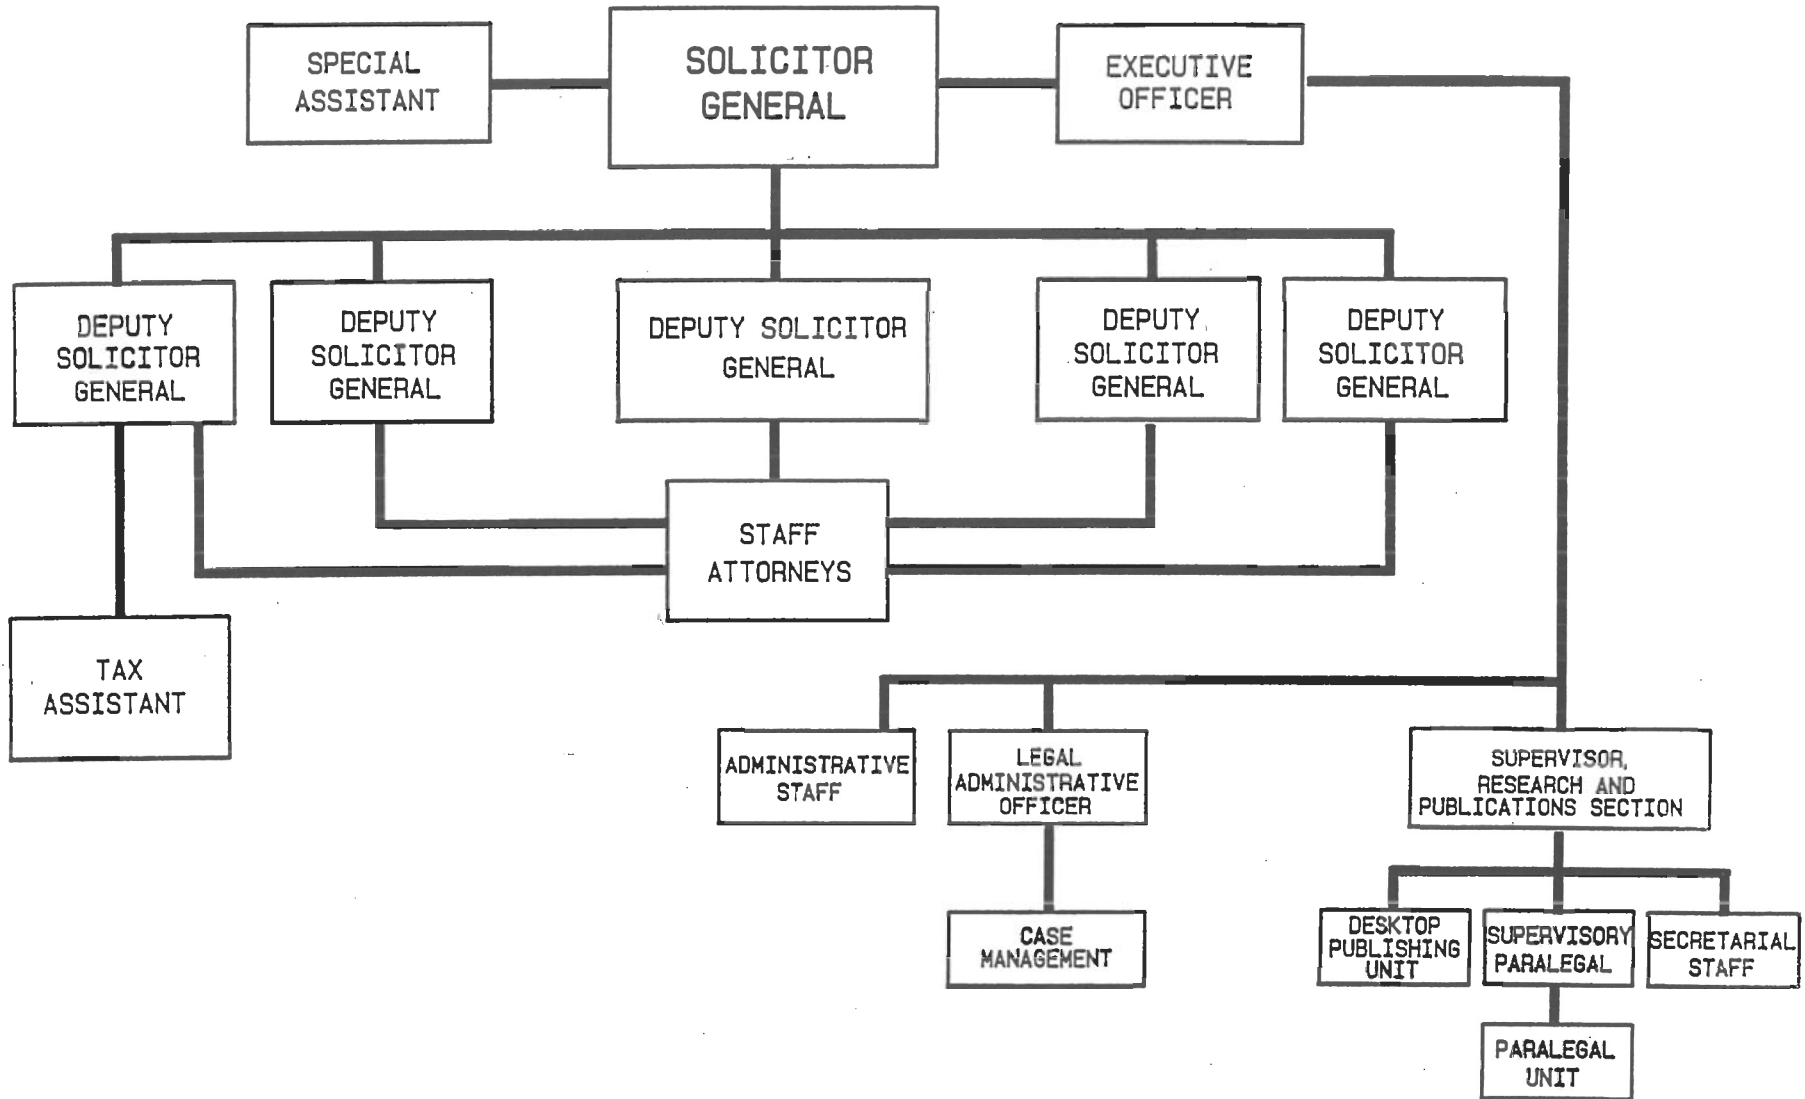 SPECIAL
ASSISTANT
SOLICITOR
GENERAL
EXECUTIVE
OFFICER
DEPUTY
SOLICITOR
GENERAL
DEPUTY
SOLICITOR
GENERAL
DEPUTY SOLICITOR
GENERAL
DEPUTY
SOLICITOR
GENERAL
DEPUTY
SOLICITOR
GENERAL
STAFF
ATTORNEYS
TAX
ASSISTANT
ADMINISTRATIVE
STAFF
LEGAL
ADMINISTRATIVE
OFFICER
SUPERVISOR,
RESEARCH AND
PUBLICATIONS SECTION
CASE
MANAGEMENT
DESKTOP
PUBLISHING
UNIT
SUPERVISORY
PARALEGAL
SECRETARIAL
STAFF
PARALEGAL
UNIT